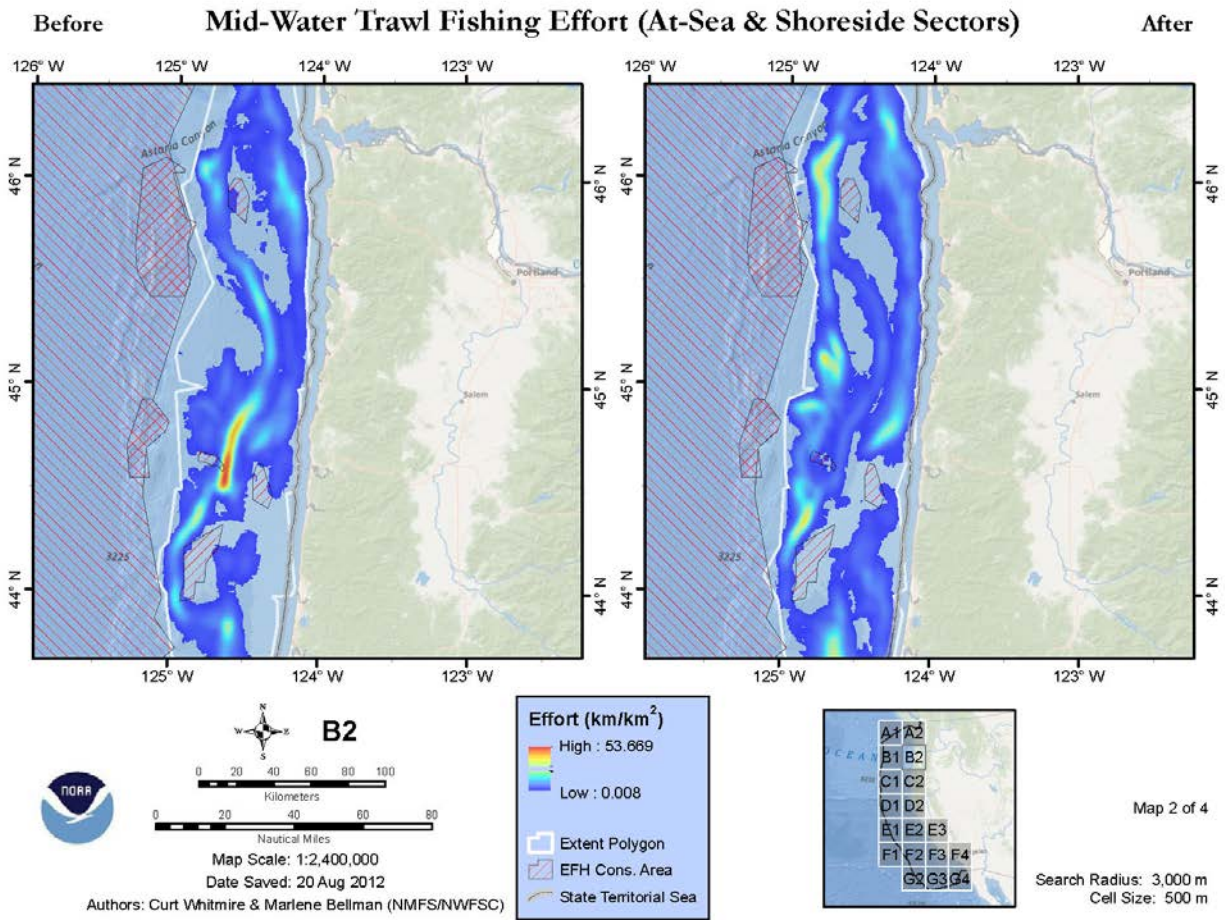 Before
Mid-Water Trawl Fishing Effort (At-Sea & Shoreside Sectors)
After
126° W
125° W
124° W
123° W
126° W
125° W
124° W
123° W
46° N
45° N
44° N
Astoria Canyon
Portland
Salem
3225
46° N
45° N
44° N
46° N
45° N
44° N
Astoria Canyon
Portland
Salem
3225
46° N
45° N
44° N
125° W
124° W
123° W
125° W
124° W
123° W
N
W
E
S
B2
0 20 40 60 80 100
Kilometers
0 20 40 60 80
Nautical Miles
NOAA
Map Scale: 1:2,400,000
Date Saved: 20 Aug 2012
Authors: Curt Whitmire & Marlene Bellman (NMFS/NWFSC)
Effort (km/km²)
High : 53.669
Low : 0.008
Extent Polygon
EFH Cons. Area
State Territorial Sea
OCEAN
A1 A2
B1 B2
C1 C2
D1 D2
E1 E2 E3
F1 F2 F3 F4
G2 G3 G4
Map 2 of 4
Search Radius: 3,000 m
Cell Size: 500 m